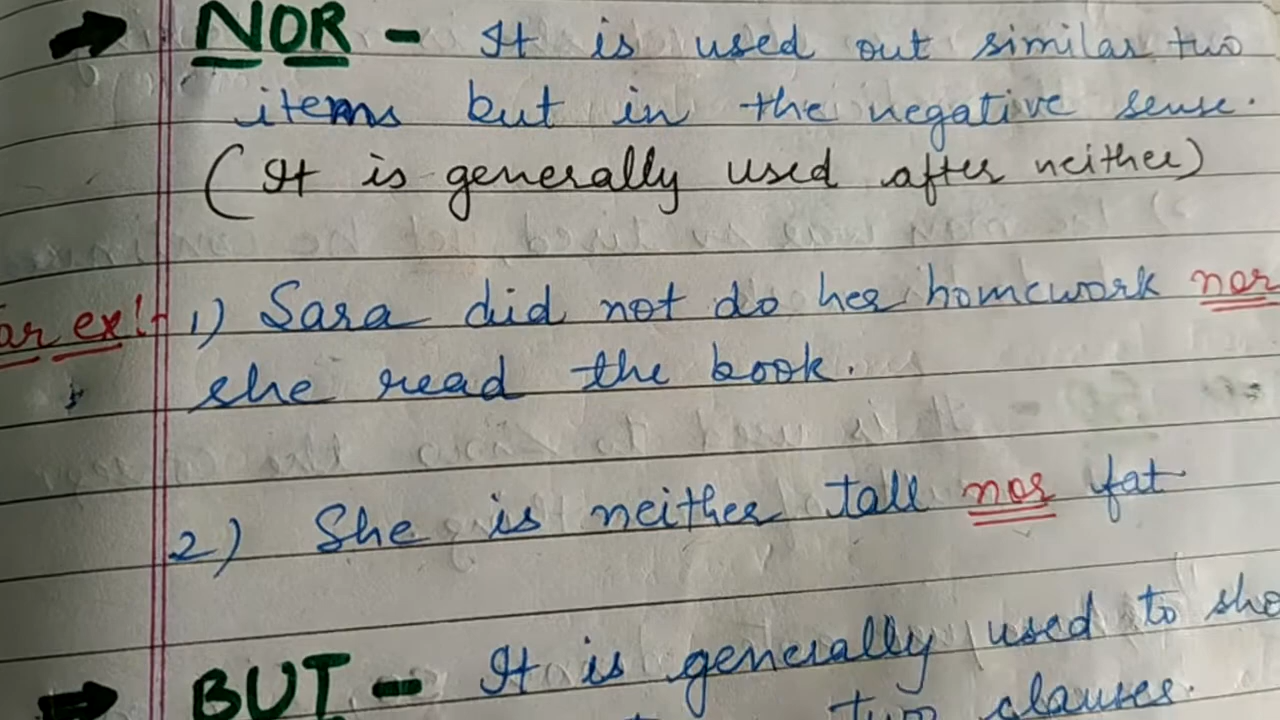 → NOR - It is used out similar two
items but in the negative sense.
(It is generally used after neither)
For ex:- 1) Sara did not do her homework nor
she read the book.
2) She is neither tall nor fat
→ BUT - It is generally used to sho
two clauses.